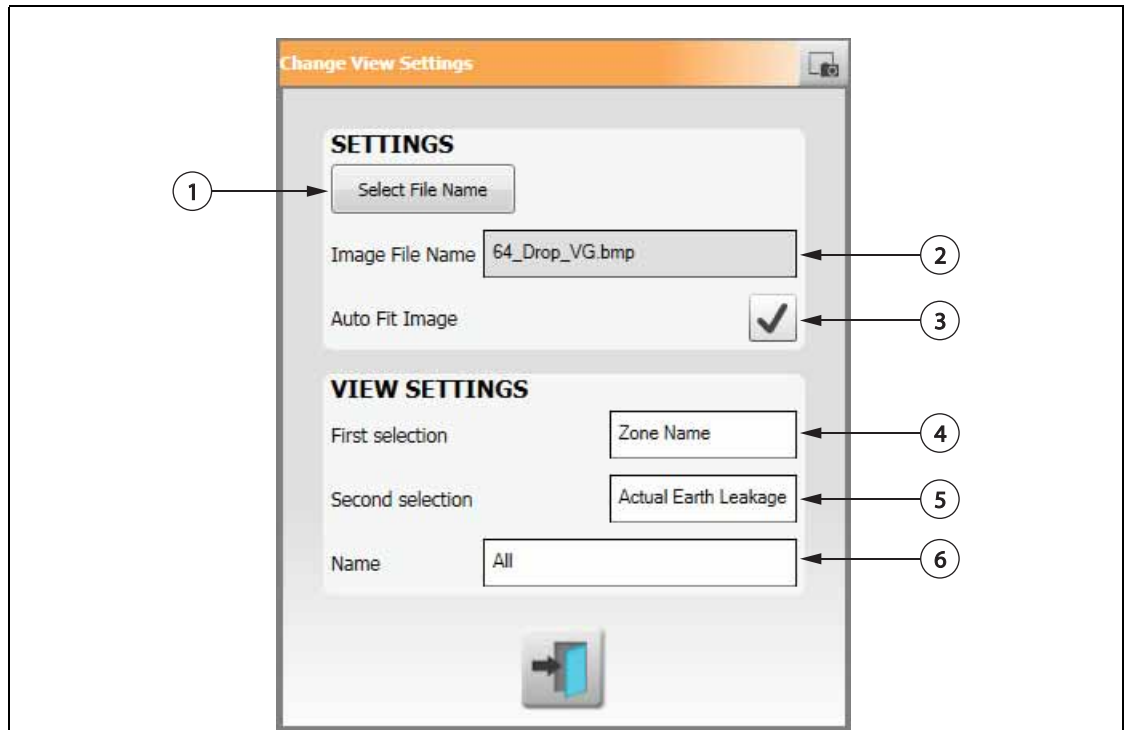 Change View Settings
SETTINGS
1
Select File Name
Image File Name
64_Drop_VG.bmp
2
Auto Fit Image
3
VIEW SETTINGS
First selection
Zone Name
4
Second selection
Actual Earth Leakage
5
Name
All
6